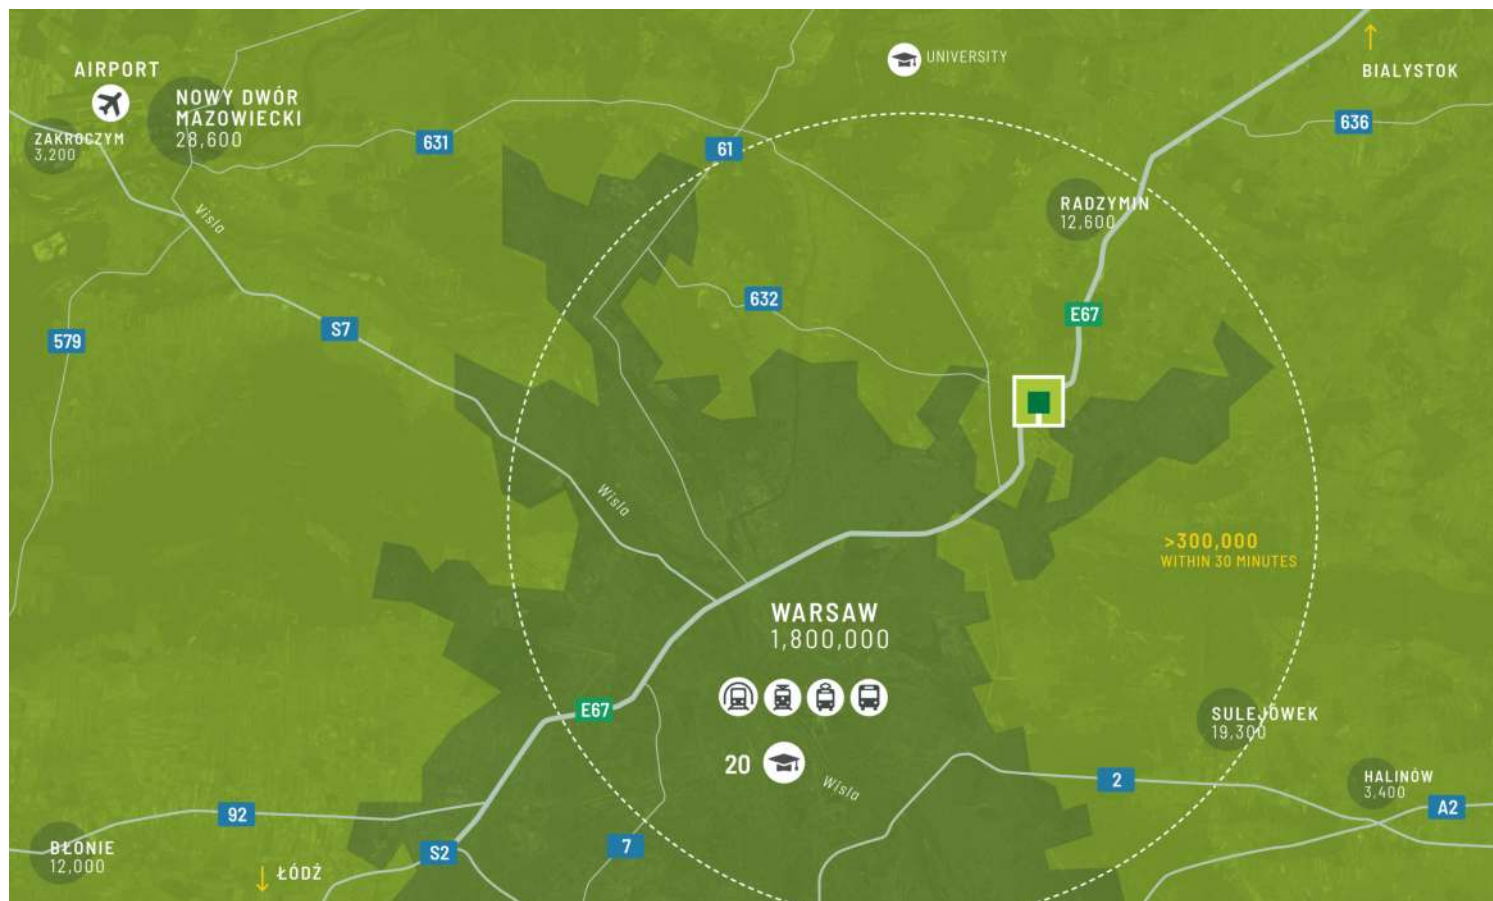 UNIVERSITY
AIRPORT
BIALYSTOK
NOWY DWÓR
MAZOWIECKI
28,600
ZAKROCZYM
3,200
631
61
636
RADZYMIN
12,600
Visla
632
E67
S7
579
Wisla
>300,000
WITHIN 30 MINUTES
WARSAW
1,800,000
E67
SULEJÓWEK
19,300
20
Wisla
2
HALINÓW
3,400
A2
92
7
S2
BŁONIE
12,000
ŁÓDŹ